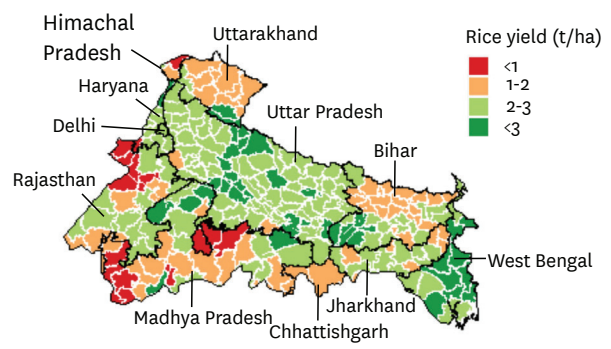 Himachal
Pradesh
Uttarakhand
Haryana
Delhi
Uttar Pradesh
Bihar
Rajasthan
West Bengal
Jharkhand
Madhya Pradesh
Chhattishgarh
Rice yield (t/ha)
<1
1-2
2-3
<3